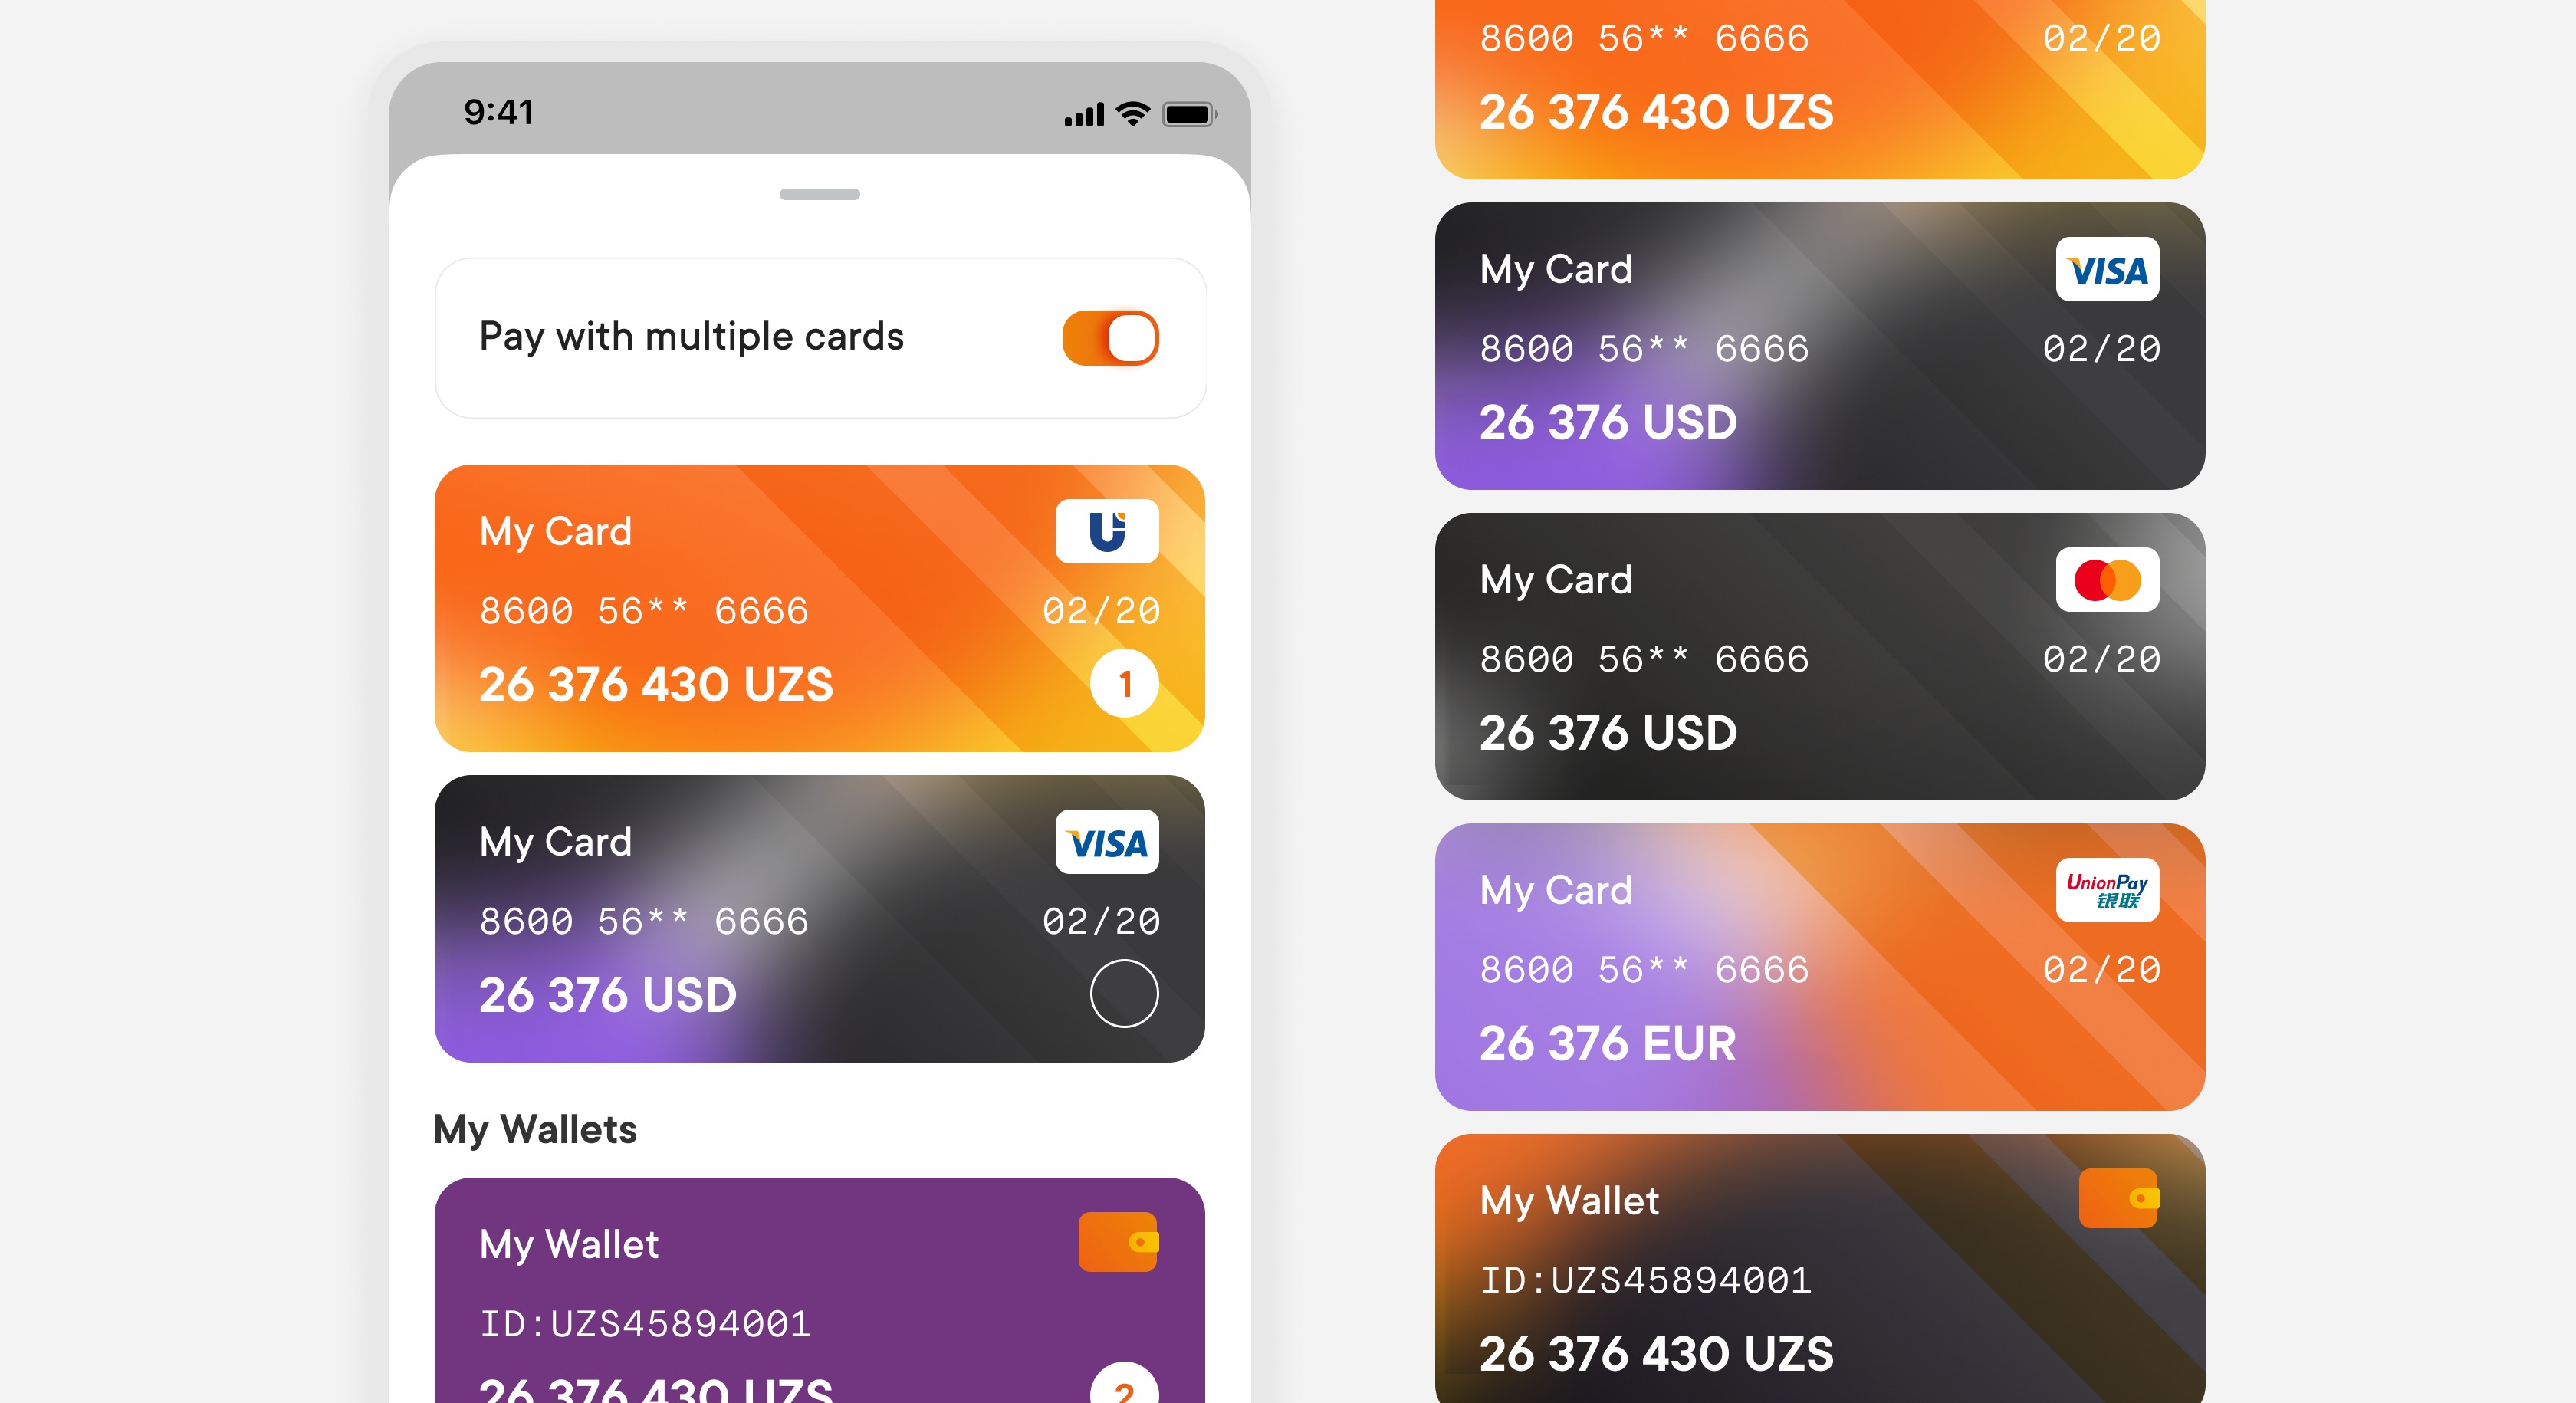 9:41
Pay with multiple cards
My Card
8600 56** 6666 02/20
26 376 430 UZS 1
My Card VISA
8600 56** 6666 02/20
26 376 USD
My Wallets
My Wallet
ID:UZS45894001
26 376 430 UZS 2
8600 56** 6666 02/20
26 376 430 UZS
My Card VISA
8600 56** 6666 02/20
26 376 USD
My Card
8600 56** 6666 02/20
26 376 USD
My Card UnionPay
银联
8600 56** 6666 02/20
26 376 EUR
My Wallet
ID:UZS45894001
26 376 430 UZS